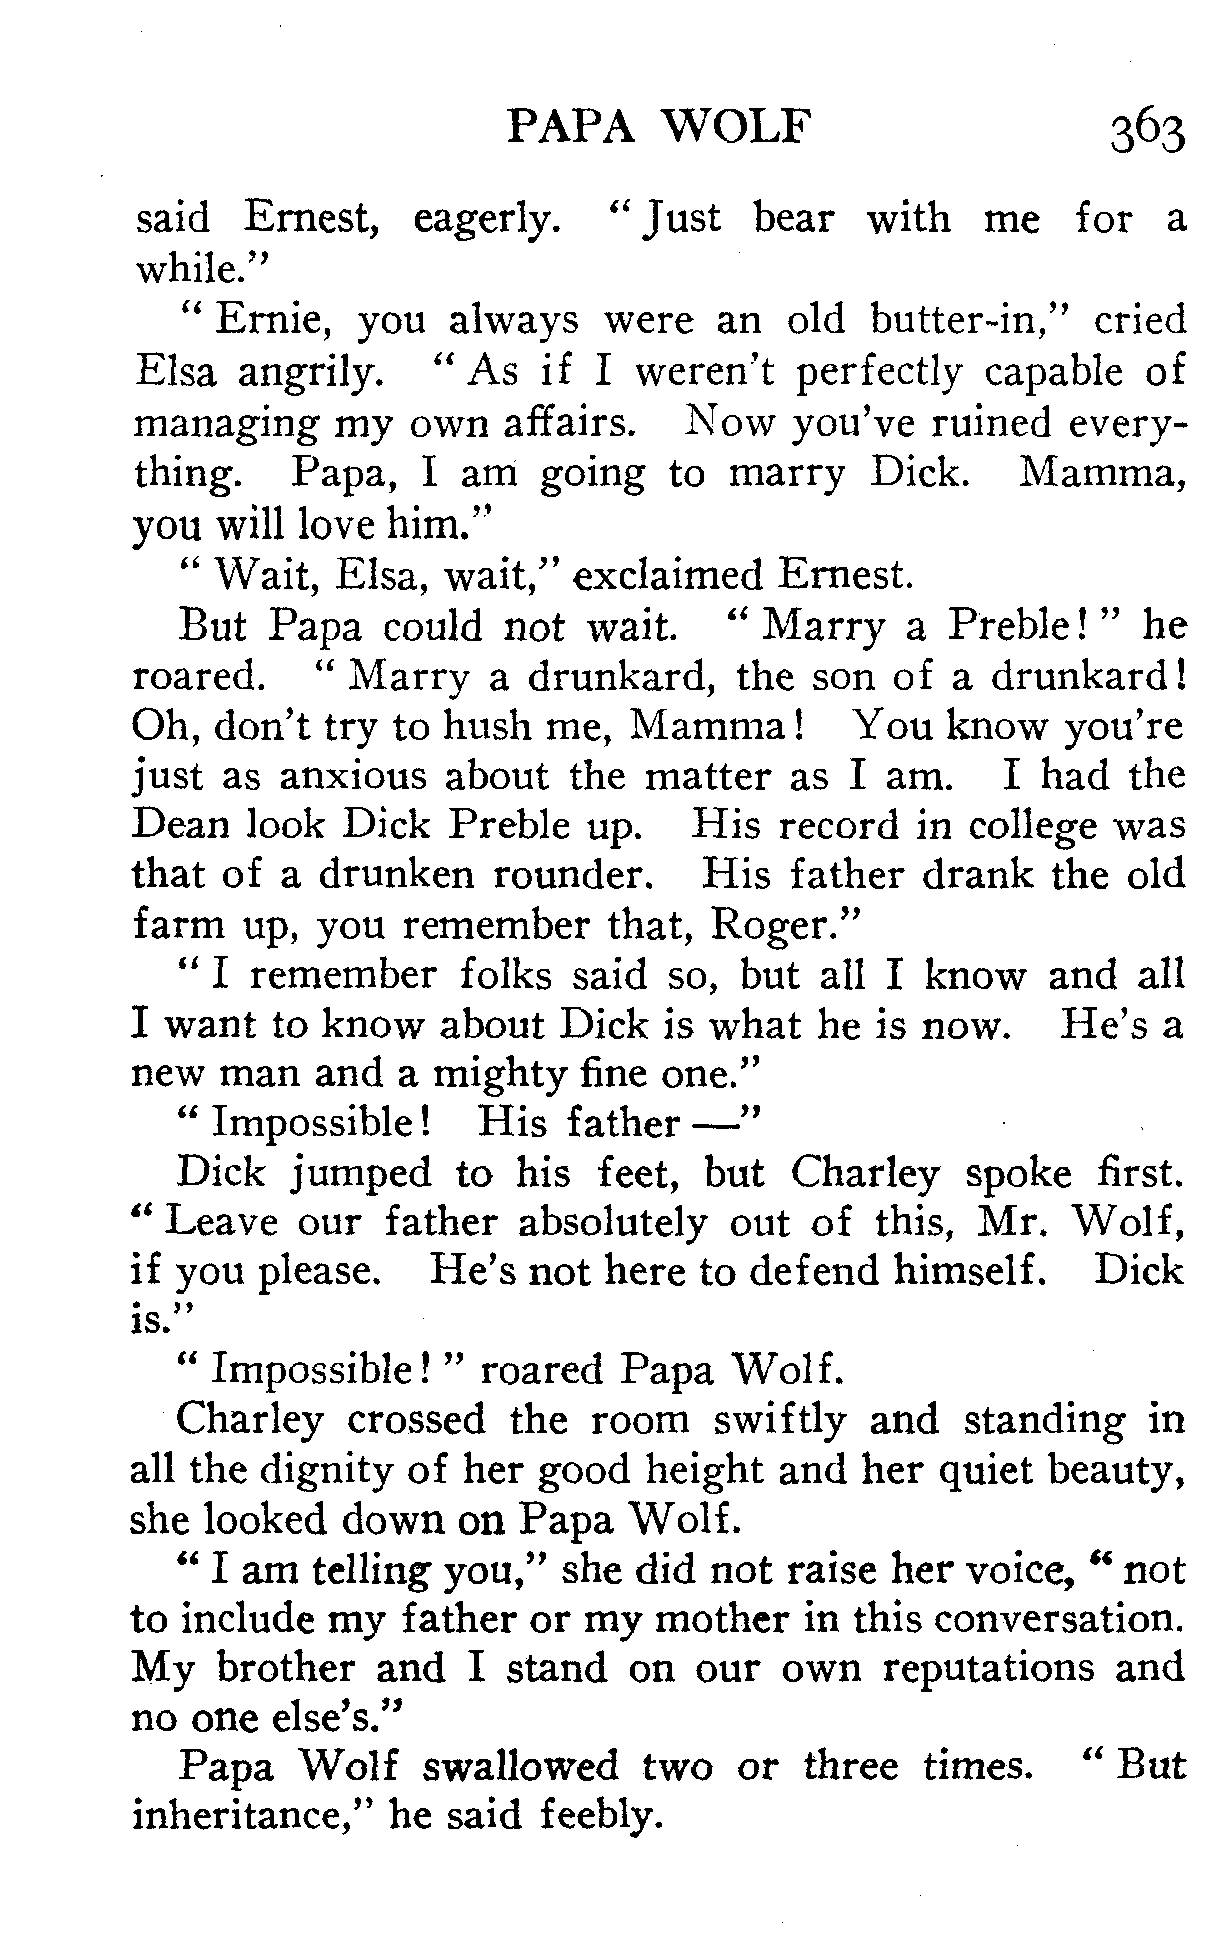 PAPA WOLF 363
said Ernest, eagerly. " Just bear with me for a
while."
" Ernie, you always were an old butter-in," cried
Elsa angrily. " As if I weren't perfectly capable of
managing my own affairs. Now you've ruined every-
thing. Papa, I am going to marry Dick. Mamma,
you will love him."
" Wait, Elsa, wait," exclaimed Ernest.
But Papa could not wait. " Marry a Preble! " he
roared. " Marry a drunkard, the son of a drunkard!
Oh, don't try to hush me, Mamma! You know you're
just as anxious about the matter as I am. I had the
Dean look Dick Preble up. His record in college was
that of a drunken rounder. His father drank the old
farm up, you remember that, Roger."
" I remember folks said so, but all I know and all
I want to know about Dick is what he is now. He's a
new man and a mighty fine one."
" Impossible! His father —"
Dick jumped to his feet, but Charley spoke first.
" Leave our father absolutely out of this, Mr. Wolf,
if you please. He's not here to defend himself. Dick
is."
" Impossible! " roared Papa Wolf.
Charley crossed the room swiftly and standing in
all the dignity of her good height and her quiet beauty,
she looked down on Papa Wolf.
" I am telling you," she did not raise her voice, " not
to include my father or my mother in this conversation.
My brother and I stand on our own reputations and
no one else's."
Papa Wolf swallowed two or three times. " But
inheritance," he said feebly.